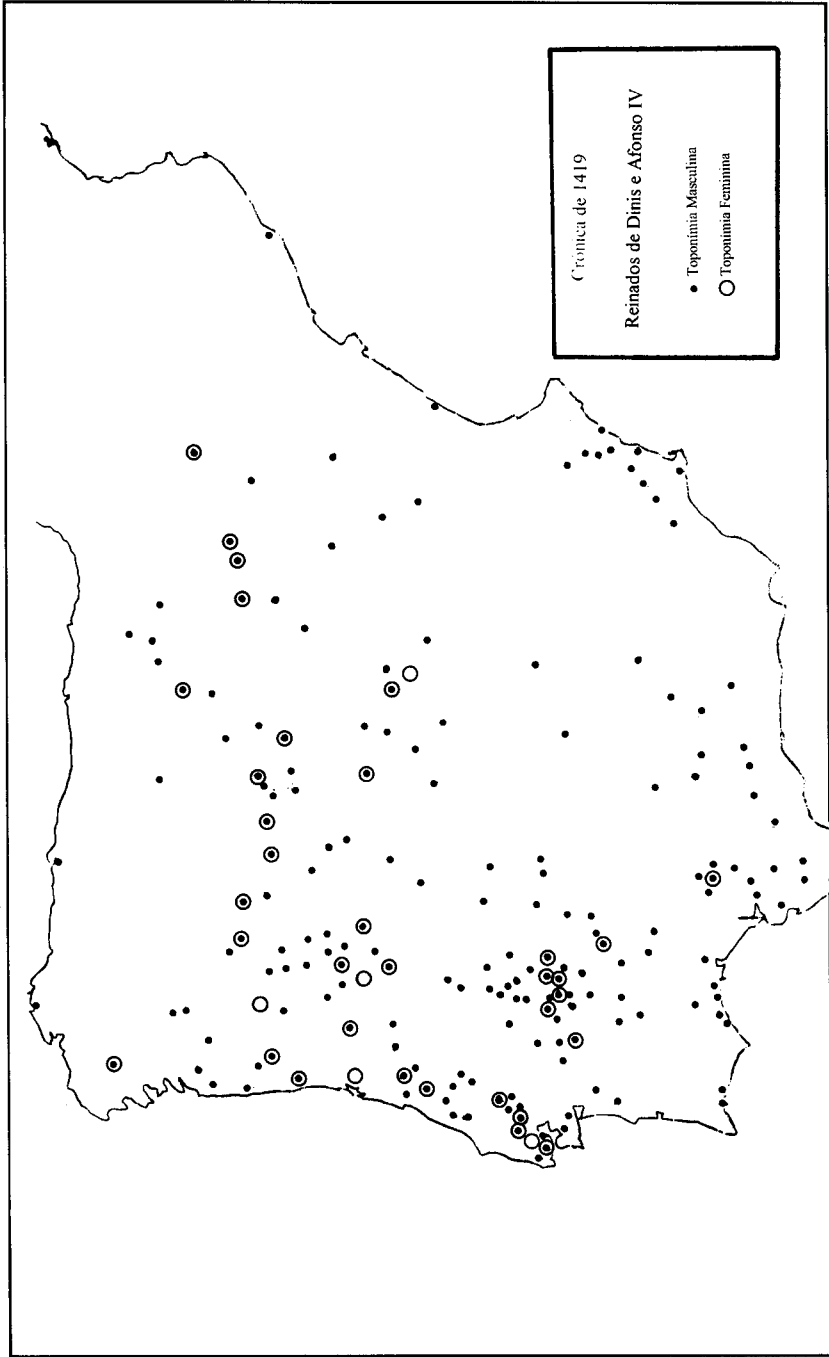 Crónica de 1419
Reinados de Dinis e Afonso IV
Toponímia Masculina
Toponímia Feminina